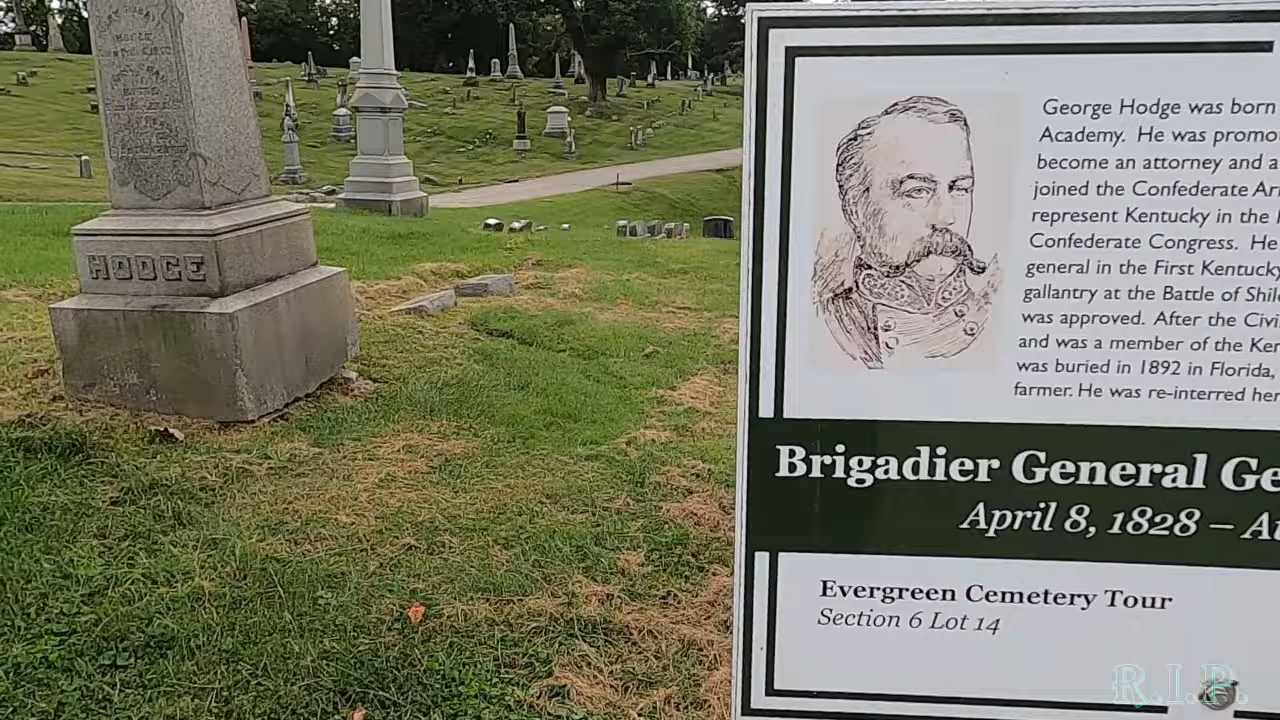 HODGE
George Hodge was born
Academy. He was promo
become an attorney and a
joined the Confederate Ar
represent Kentucky in the
Confederate Congress. He
general in the First Kentucky
gallantry at the Battle of Shil
was approved. After the Civi
and was a member of the Ken
was buried in 1892 in Florida,
farmer. He was re-interred her
Brigadier General Ge
April 8, 1828 – Au
Evergreen Cemetery Tour
Section 6 Lot 14
R.I.P.